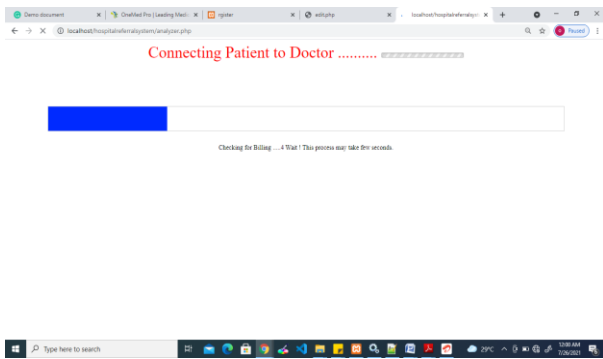 Demo document
OneMed Pro | Leading Medi
rgister
edit.php
localhost/hospitalreferralsyst
localhost/hospitalreferralsystem/analyzer.php
Paused
Connecting Patient to Doctor ..........
Checking for Billing .....4 Wait ! This process may take few seconds.
Type here to search
29°C
12:00 AM
7/26/2021